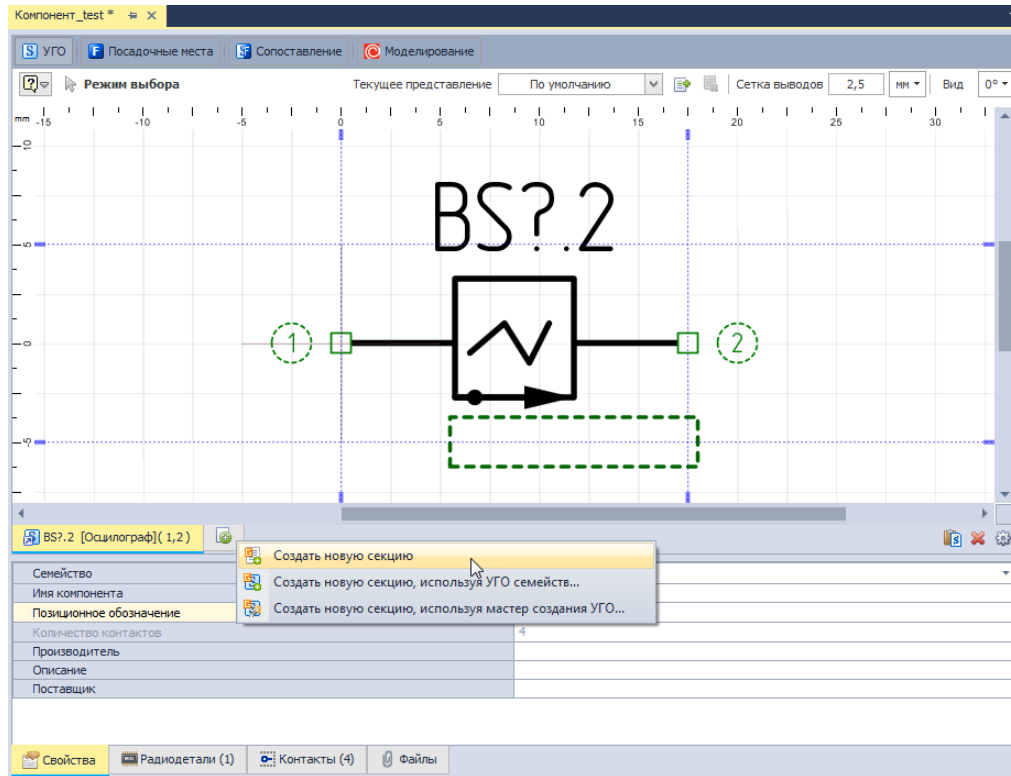 Компонент_test *
УГО Посадочные места Сопоставление Моделирование
Режим выбора Текущее представление По умолчанию Сетка выводов 2,5 мм Вид 0°
mm -15 -10 -5 0 5 10 15 20 25 30
10
BS?.2
5
1 0 2
-5
BS?.2 [Осцилограф]( 1,2 )
Создать новую секцию
Создать новую секцию, используя УГО семейств...
Создать новую секцию, используя мастер создания УГО...
Семейство
Имя компонента
Позиционное обозначение
Количество контактов 4
Производитель
Описание
Поставщик
Свойства Радиодетали (1) Контакты (4) Файлы